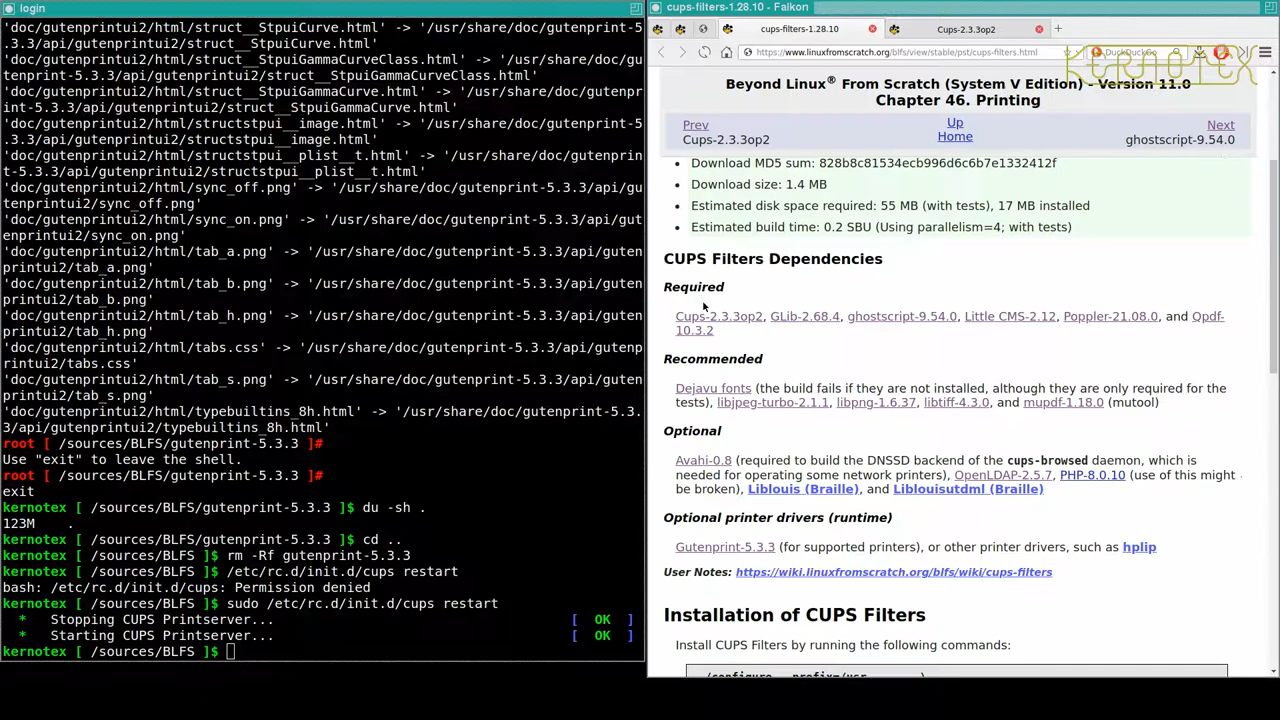 login
'doc/gutenprintui2/html/struct__StpuiCurve.html' -> '/usr/share/doc/gutenprint-5
.3.3/api/gutenprintui2/struct__StpuiCurve.html'
'doc/gutenprintui2/html/struct__StpuiGammaCurveClass.html' -> '/usr/share/doc/gu
tenprint-5.3.3/api/gutenprintui2/struct__StpuiGammaCurveClass.html'
'doc/gutenprintui2/html/struct__StpuiGammaCurve.html' -> '/usr/share/doc/gutenpr
int-5.3.3/api/gutenprintui2/struct__StpuiGammaCurve.html'
'doc/gutenprintui2/html/structstpui__image.html' -> '/usr/share/doc/gutenprint-5
.3.3/api/gutenprintui2/structstpui__image.html'
'doc/gutenprintui2/html/structstpui__plist__t.html' -> '/usr/share/doc/gutenprin
t-5.3.3/api/gutenprintui2/structstpui__plist__t.html'
'doc/gutenprintui2/html/sync_off.png' -> '/usr/share/doc/gutenprint-5.3.3/api/gu
tenprintui2/sync_off.png'
'doc/gutenprintui2/html/sync_on.png' -> '/usr/share/doc/gutenprint-5.3.3/api/gut
enprintui2/sync_on.png'
'doc/gutenprintui2/html/tab_a.png' -> '/usr/share/doc/gutenprint-5.3.3/api/guten
printui2/tab_a.png'
'doc/gutenprintui2/html/tab_b.png' -> '/usr/share/doc/gutenprint-5.3.3/api/guten
printui2/tab_b.png'
'doc/gutenprintui2/html/tab_h.png' -> '/usr/share/doc/gutenprint-5.3.3/api/guten
printui2/tab_h.png'
'doc/gutenprintui2/html/tabs.css' -> '/usr/share/doc/gutenprint-5.3.3/api/gutenp
rintui2/tabs.css'
'doc/gutenprintui2/html/tab_s.png' -> '/usr/share/doc/gutenprint-5.3.3/api/guten
printui2/tab_s.png'
'doc/gutenprintui2/html/typebuiltins_8h.html' -> '/usr/share/doc/gutenprint-5.3.
3/api/gutenprintui2/typebuiltins_8h.html'
root [ /sources/BLFS/gutenprint-5.3.3 ]#
Use "exit" to leave the shell.
root [ /sources/BLFS/gutenprint-5.3.3 ]#
exit
kernotex [ /sources/BLFS/gutenprint-5.3.3 ]$ du -sh .
123M    .
kernotex [ /sources/BLFS/gutenprint-5.3.3 ]$ cd ..
kernotex [ /sources/BLFS ]$ rm -Rf gutenprint-5.3.3
kernotex [ /sources/BLFS ]$ /etc/rc.d/init.d/cups restart
bash: /etc/rc.d/init.d/cups: Permission denied
kernotex [ /sources/BLFS ]$ sudo /etc/rc.d/init.d/cups restart
*   Stopping CUPS Printserver...   [  OK  ]
*   Starting CUPS Printserver...   [  OK  ]
kernotex [ /sources/BLFS ]$
cups-filters-1.28.10 - Falkon
cups-filters-1.28.10
Cups-2.3.3op2
https://www.linuxfromscratch.org/blfs/view/stable/pst/cups-filters.html
DuckDuckGo
KERNOTEX
Beyond Linux® From Scratch (System V Edition) - Version 11.0
Chapter 46. Printing
Prev
Up
Next
Cups-2.3.3op2
Home
ghostscript-9.54.0
• Download MD5 sum: 828b8c81534ecb996d6c6b7e1332412f
• Download size: 1.4 MB
• Estimated disk space required: 55 MB (with tests), 17 MB installed
• Estimated build time: 0.2 SBU (Using parallelism=4; with tests)
CUPS Filters Dependencies
Required
Cups-2.3.3op2, GLib-2.68.4, ghostscript-9.54.0, Little CMS-2.12, Poppler-21.08.0, and Qpdf-
10.3.2
Recommended
Dejavu fonts (the build fails if they are not installed, although they are only required for the
tests), libjpeg-turbo-2.1.1, libpng-1.6.37, libtiff-4.3.0, and mupdf-1.18.0 (mutool)
Optional
Avahi-0.8 (required to build the DNSSD backend of the cups-browsed daemon, which is
needed for operating some network printers), OpenLDAP-2.5.7, PHP-8.0.10 (use of this might
be broken), Liblouis (Braille), and Liblouisutdml (Braille)
Optional printer drivers (runtime)
Gutenprint-5.3.3 (for supported printers), or other printer drivers, such as hplip
User Notes: https://wiki.linuxfromscratch.org/blfs/wiki/cups-filters
Installation of CUPS Filters
Install CUPS Filters by running the following commands: